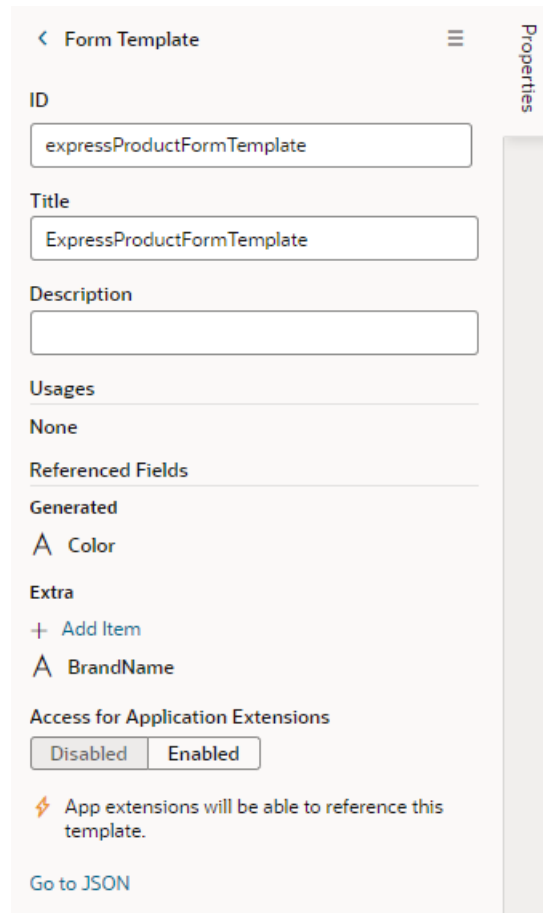 Form Template
Properties
ID
expressProductFormTemplate
Title
ExpressProductFormTemplate
Description
Usages
None
Referenced Fields
Generated
Color
Extra
+ Add Item
BrandName
Access for Application Extensions
Disabled Enabled
App extensions will be able to reference this
template.
Go to JSON